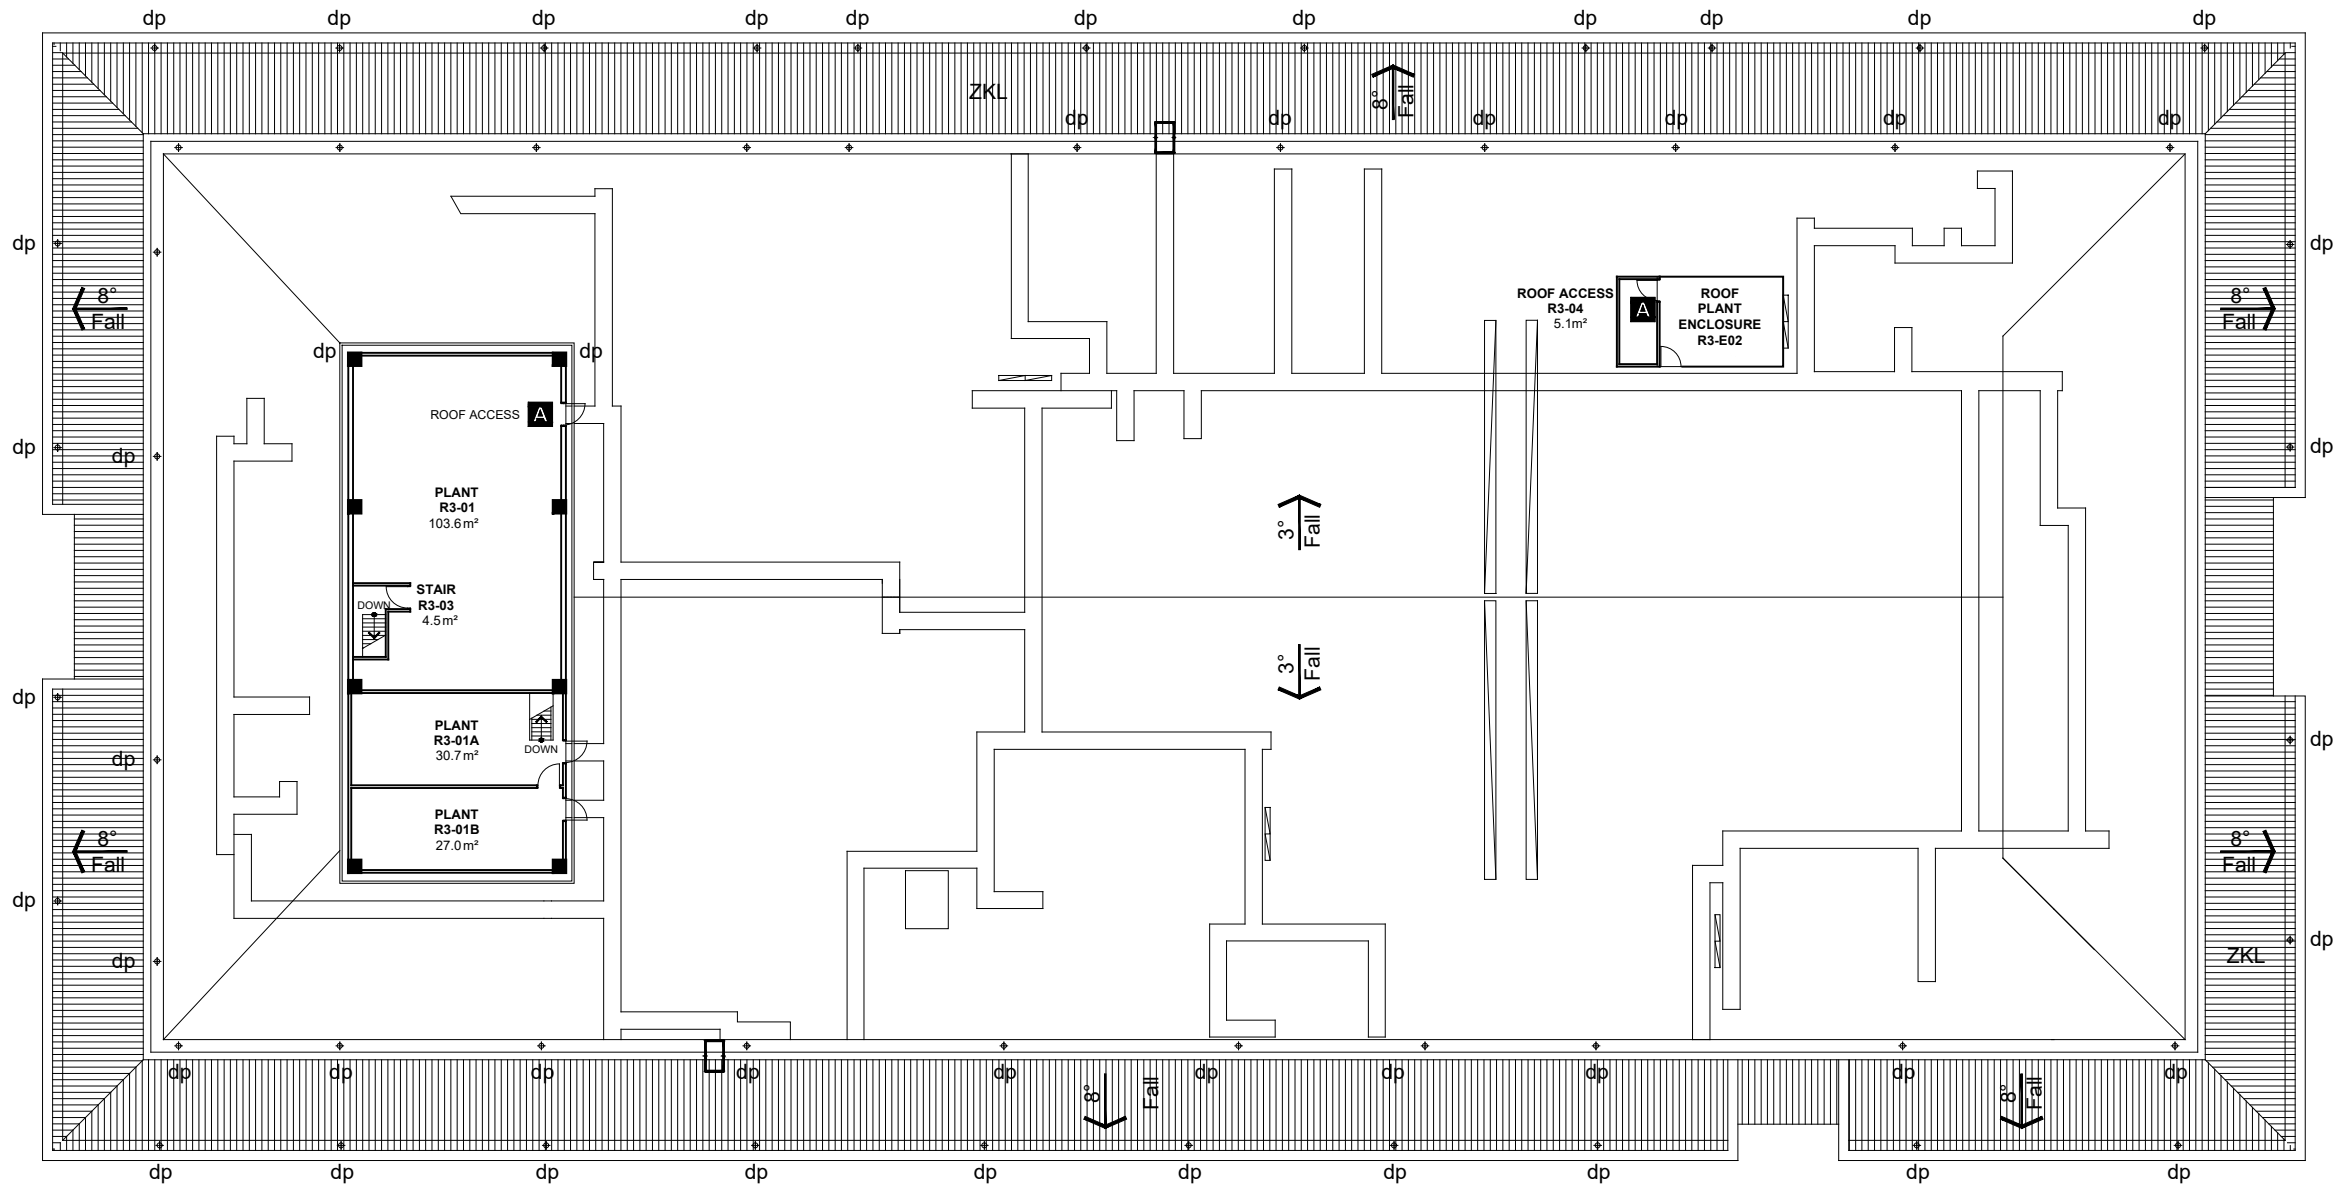 dp dp dp dp dp dp dp dp dp dp dp
ZKL
8°
Fall
dp dp dp dp dp dp
dp
dp
8°
Fall
8°
Fall
ROOF ACCESS
R3-04
5.1m²
A
ROOF
PLANT
ENCLOSURE
R3-E02
dp
dp
ROOF ACCESS
A
dp
dp
dp
PLANT
R3-01
103.6m²
3°
Fall
STAIR
R3-03
4.5m²
DOWN
3°
Fall
dp
PLANT
R3-01A
30.7m²
DOWN
dp
dp
PLANT
R3-01B
27.0m²
8°
Fall
8°
Fall
dp
dp
dp
ZKL
dp dp dp dp dp dp dp dp dp dp
8°
Fall
8°
Fall
dp dp dp dp dp dp dp dp dp dp